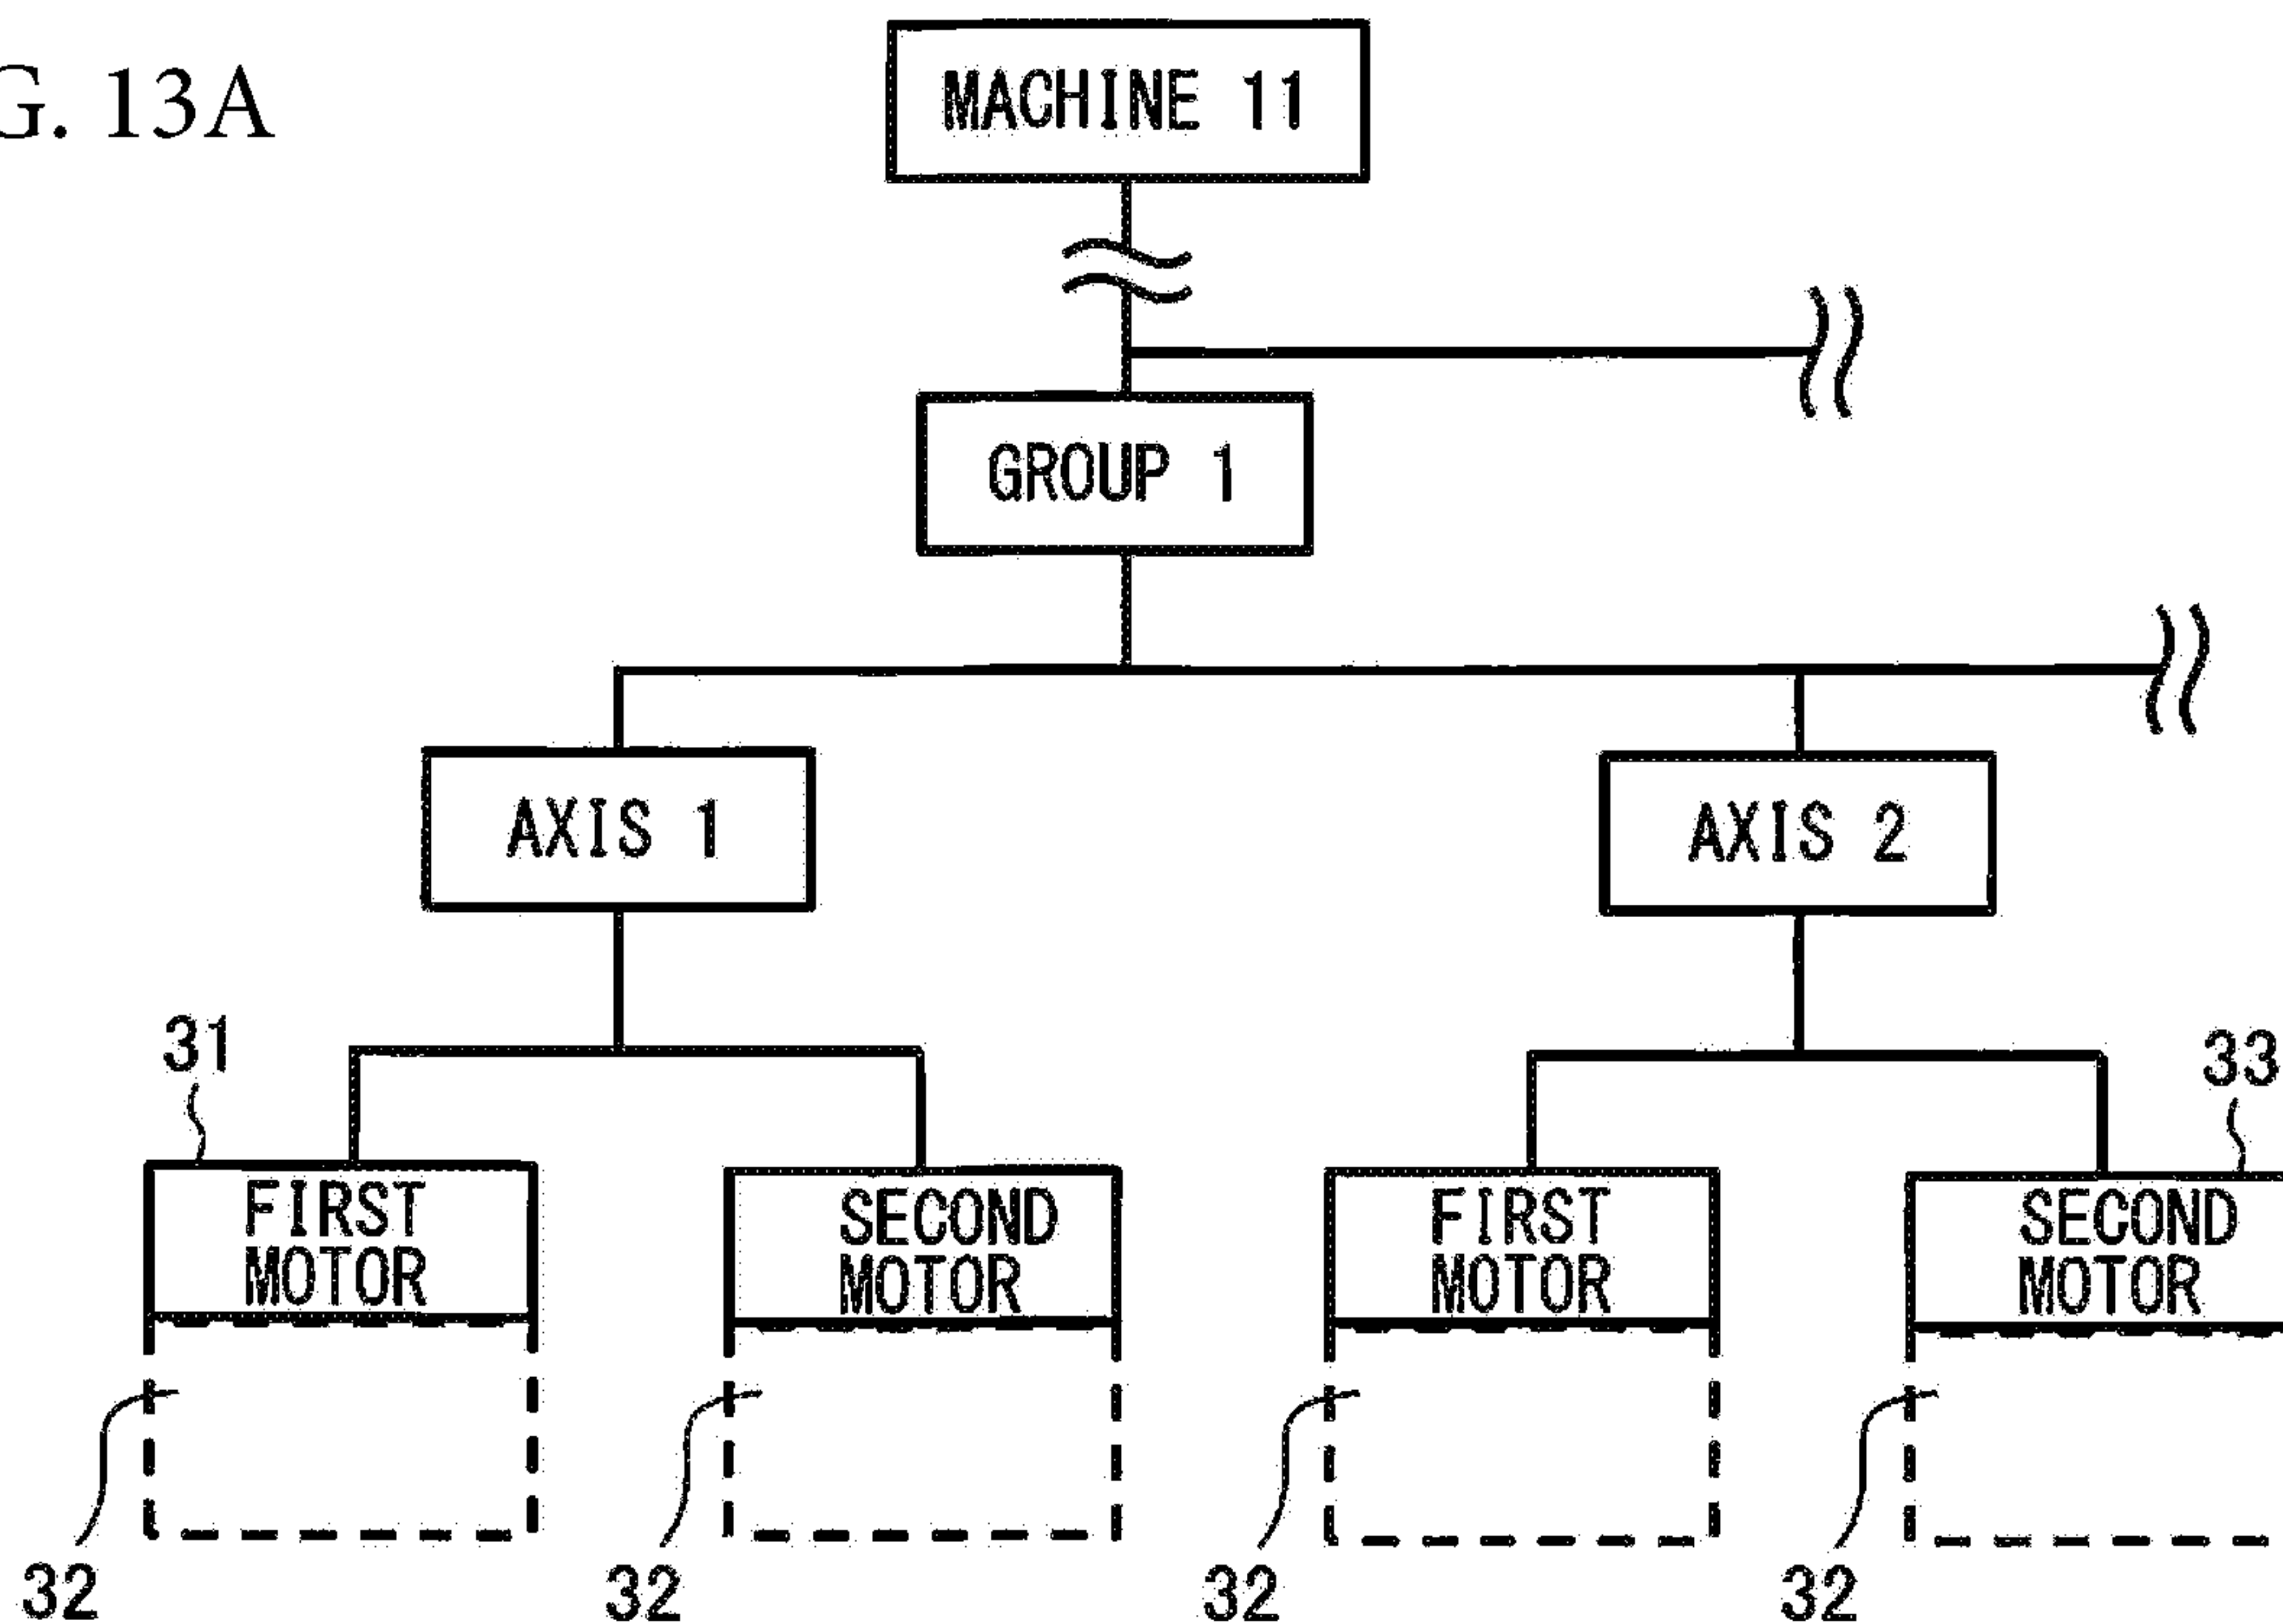 G. 13A
MACHINE 11
GROUP 1
AXIS 1
AXIS 2
31
33
FIRST
MOTOR
SECOND
MOTOR
FIRST
MOTOR
SECOND
MOTOR
32
32
32
32